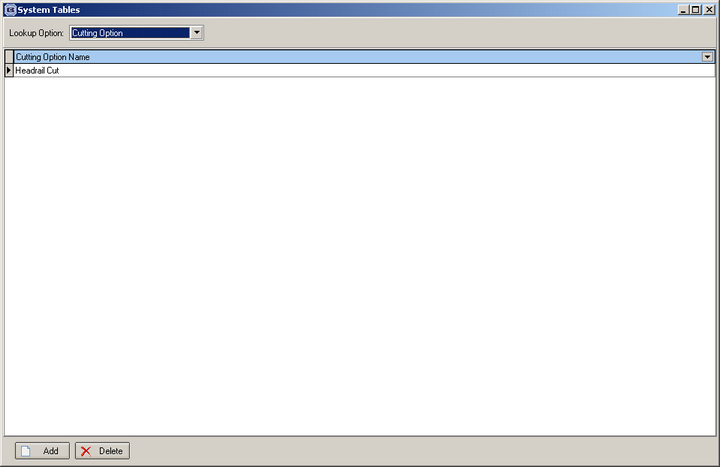 System Tables
Lookup Option: Cutting Option
Cutting Option Name
Headrail Cut
Add Delete